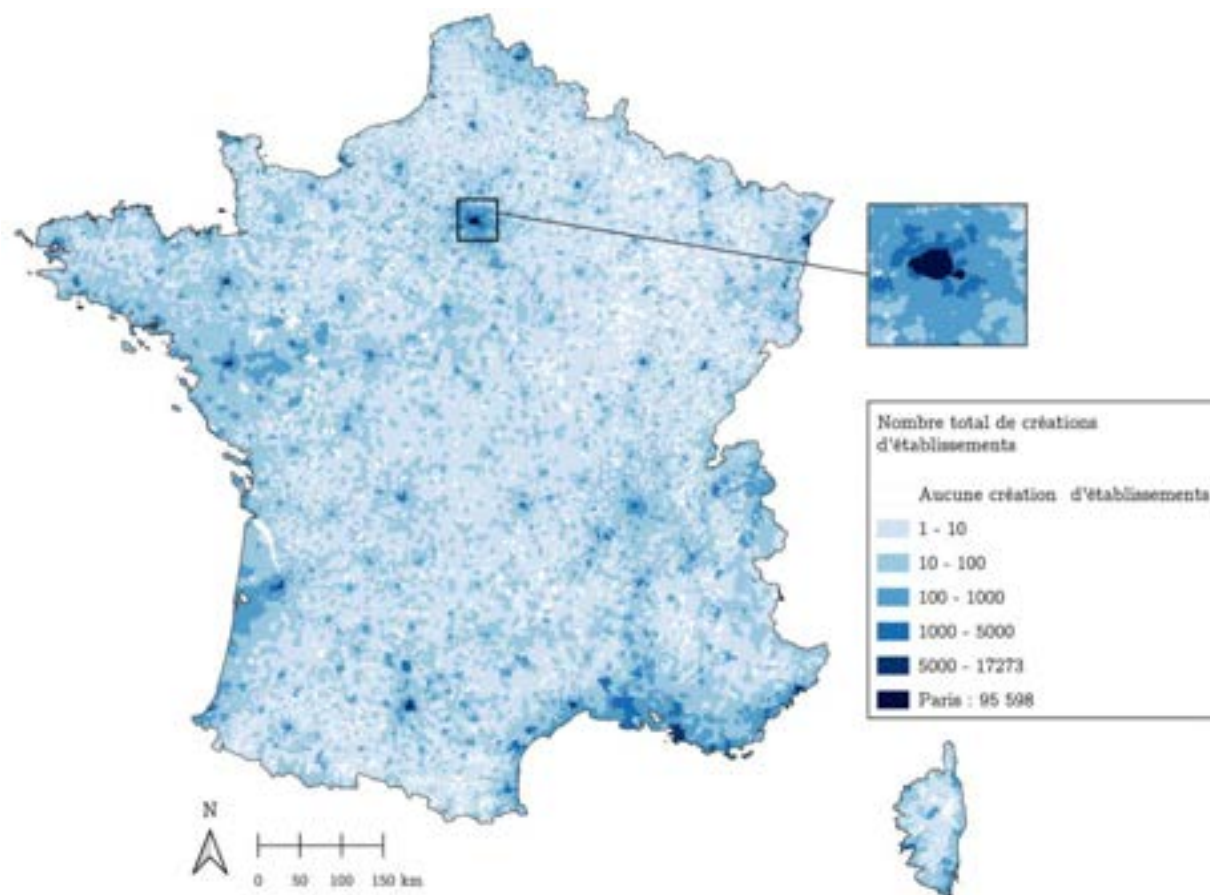 Nombre total de créations
d'établissements
Aucune création d'établissements
1 - 10
10 - 100
100 - 1000
1000 - 5000
5000 - 17273
Paris : 95 598
N
0 50 100 150 km